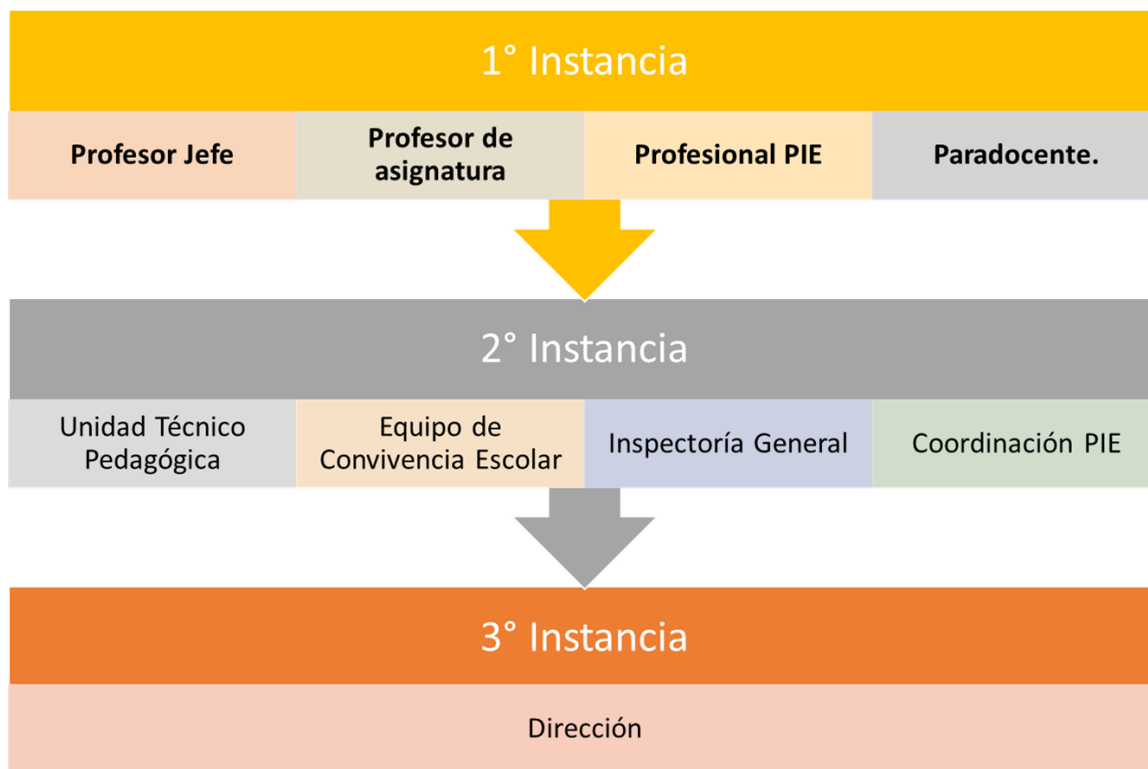 1° Instancia
Profesor Jefe
Profesor de
asignatura
Profesional PIE
Paradocente.
2° Instancia
Unidad Técnico
Pedagógica
Equipo de
Convivencia Escolar
Inspectoría General
Coordinación PIE
3° Instancia
Dirección